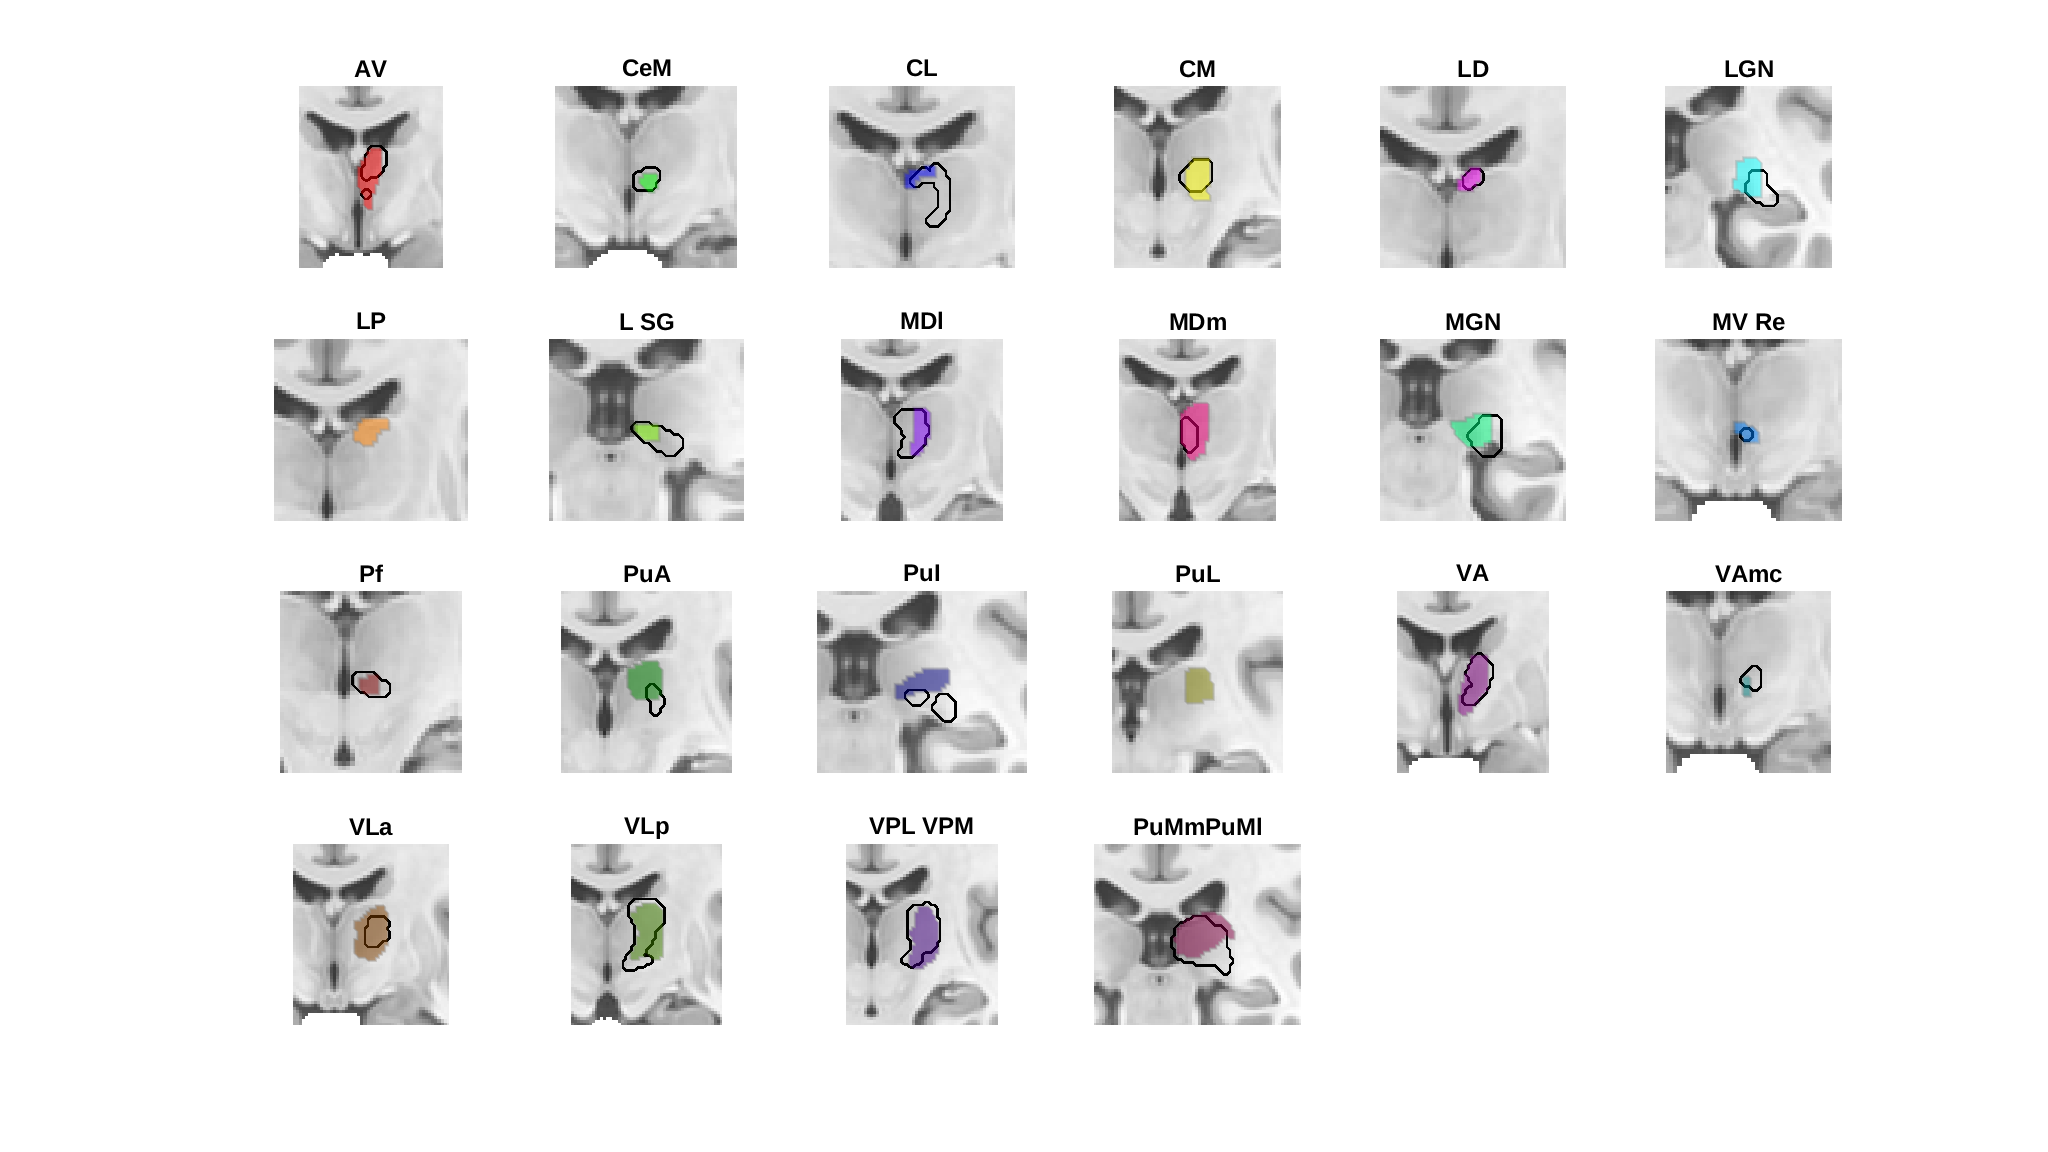 AV CeM CL CM LD LGN
LP L SG MDl MDm MGN MV Re
Pf PuA PuI PuL VA VAmc
VLa VLp VPL VPM PuMmPuMl